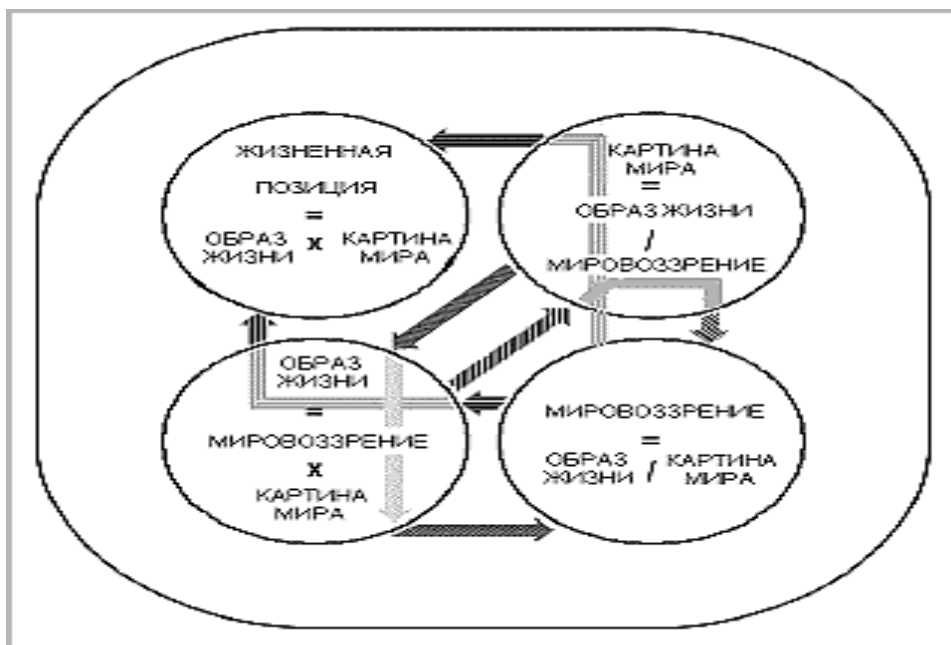 ЖИЗНЕННАЯ
ПОЗИЦИЯ
=
ОБРАЗ ЖИЗНИ x КАРТИНА МИРА
КАРТИНА
МИРА
=
ОБРАЗ ЖИЗНИ
/
МИРОВОЗЗРЕНИЕ
ОБРАЗ
ЖИЗНИ
=
МИРОВОЗЗРЕНИЕ
x
КАРТИНА
МИРА
МИРОВОЗЗРЕНИЕ
=
ОБРАЗ ЖИЗНИ / КАРТИНА МИРА